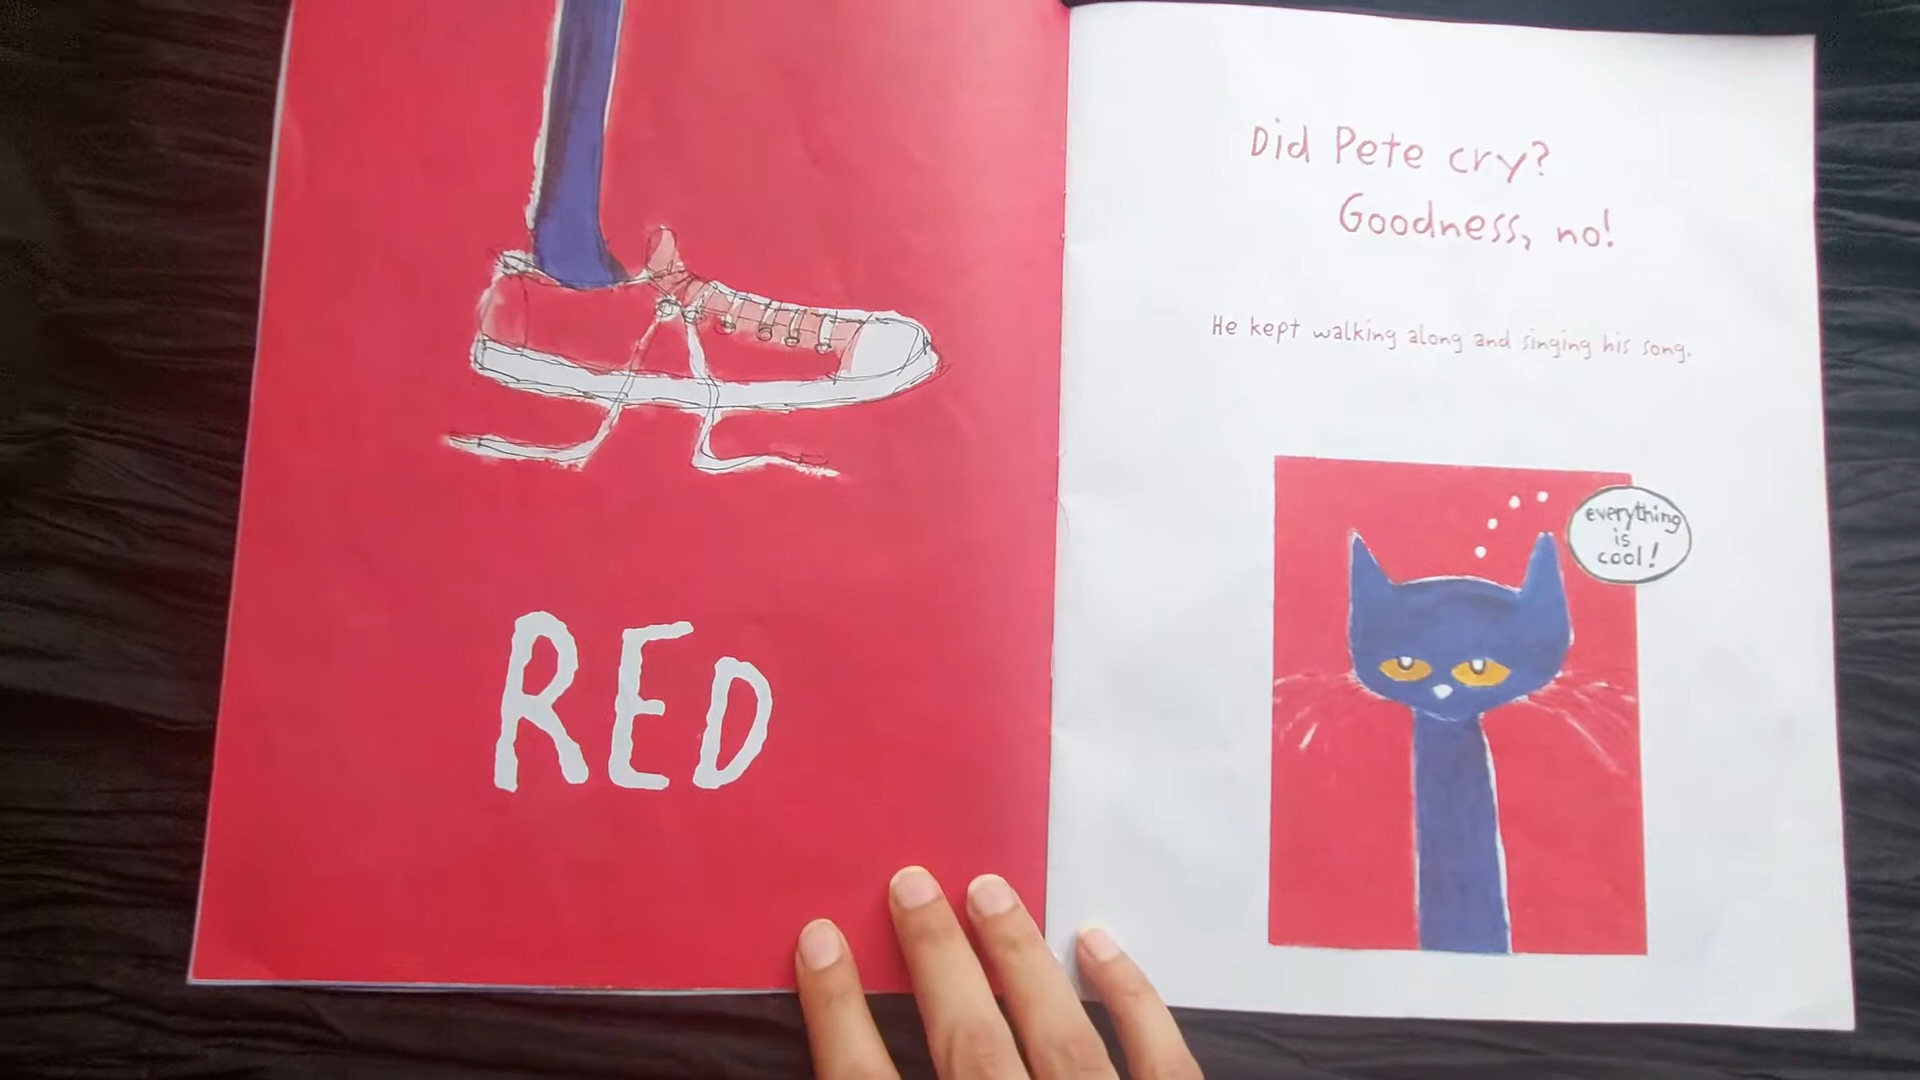 RED
Did Pete cry?
Goodness, no!
He kept walking along and singing his song.
everything
is
cool!